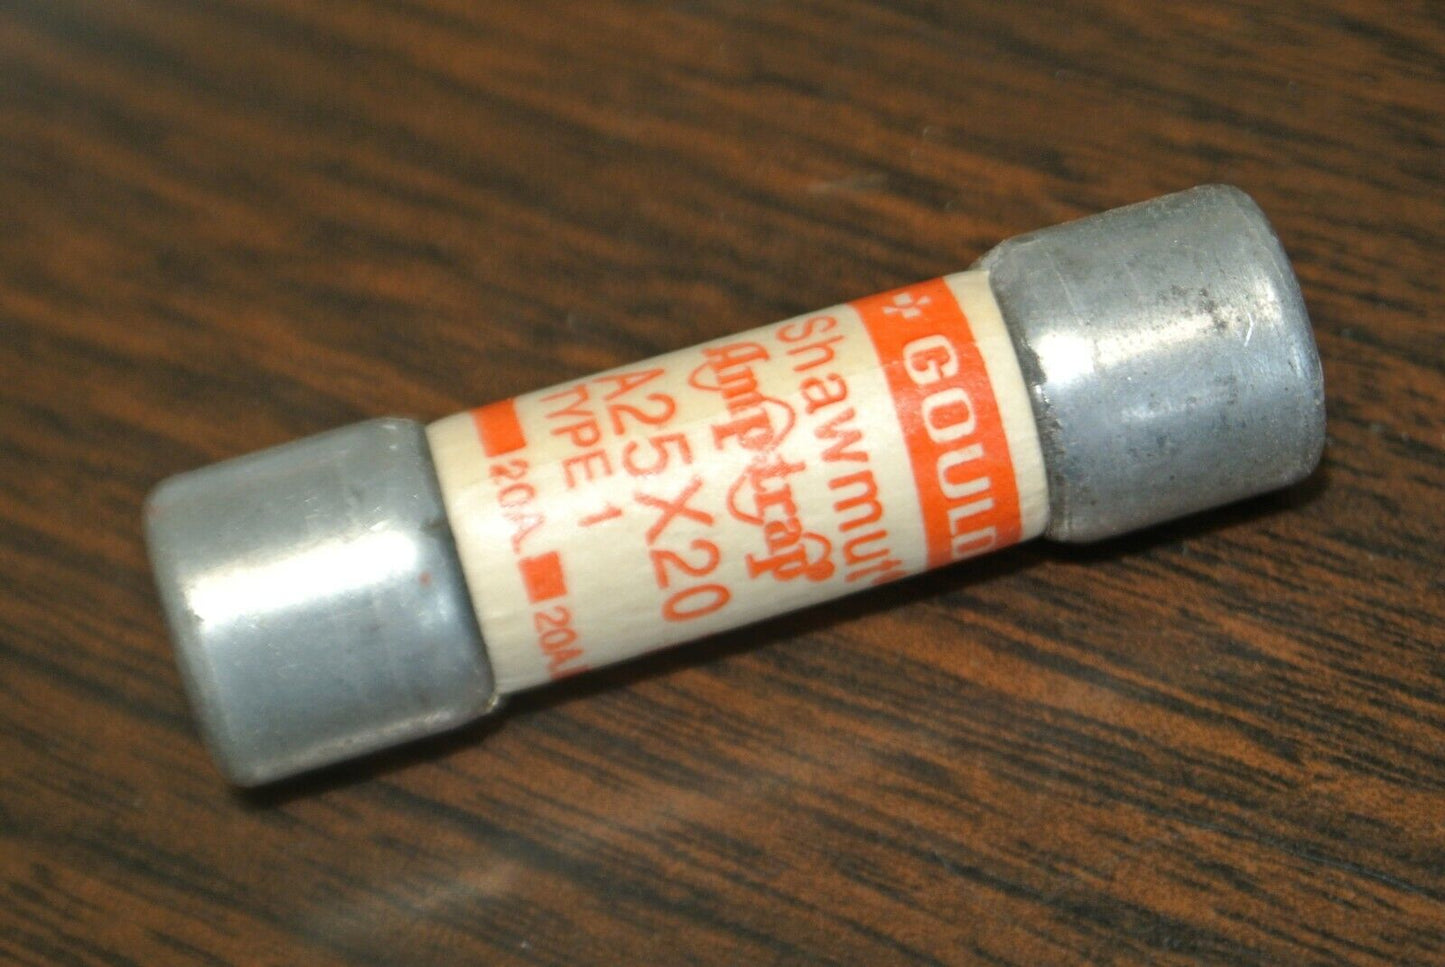 GOULD
Shawmut
Amp-trap
A25X20
TYPE 1
20A. 20A.